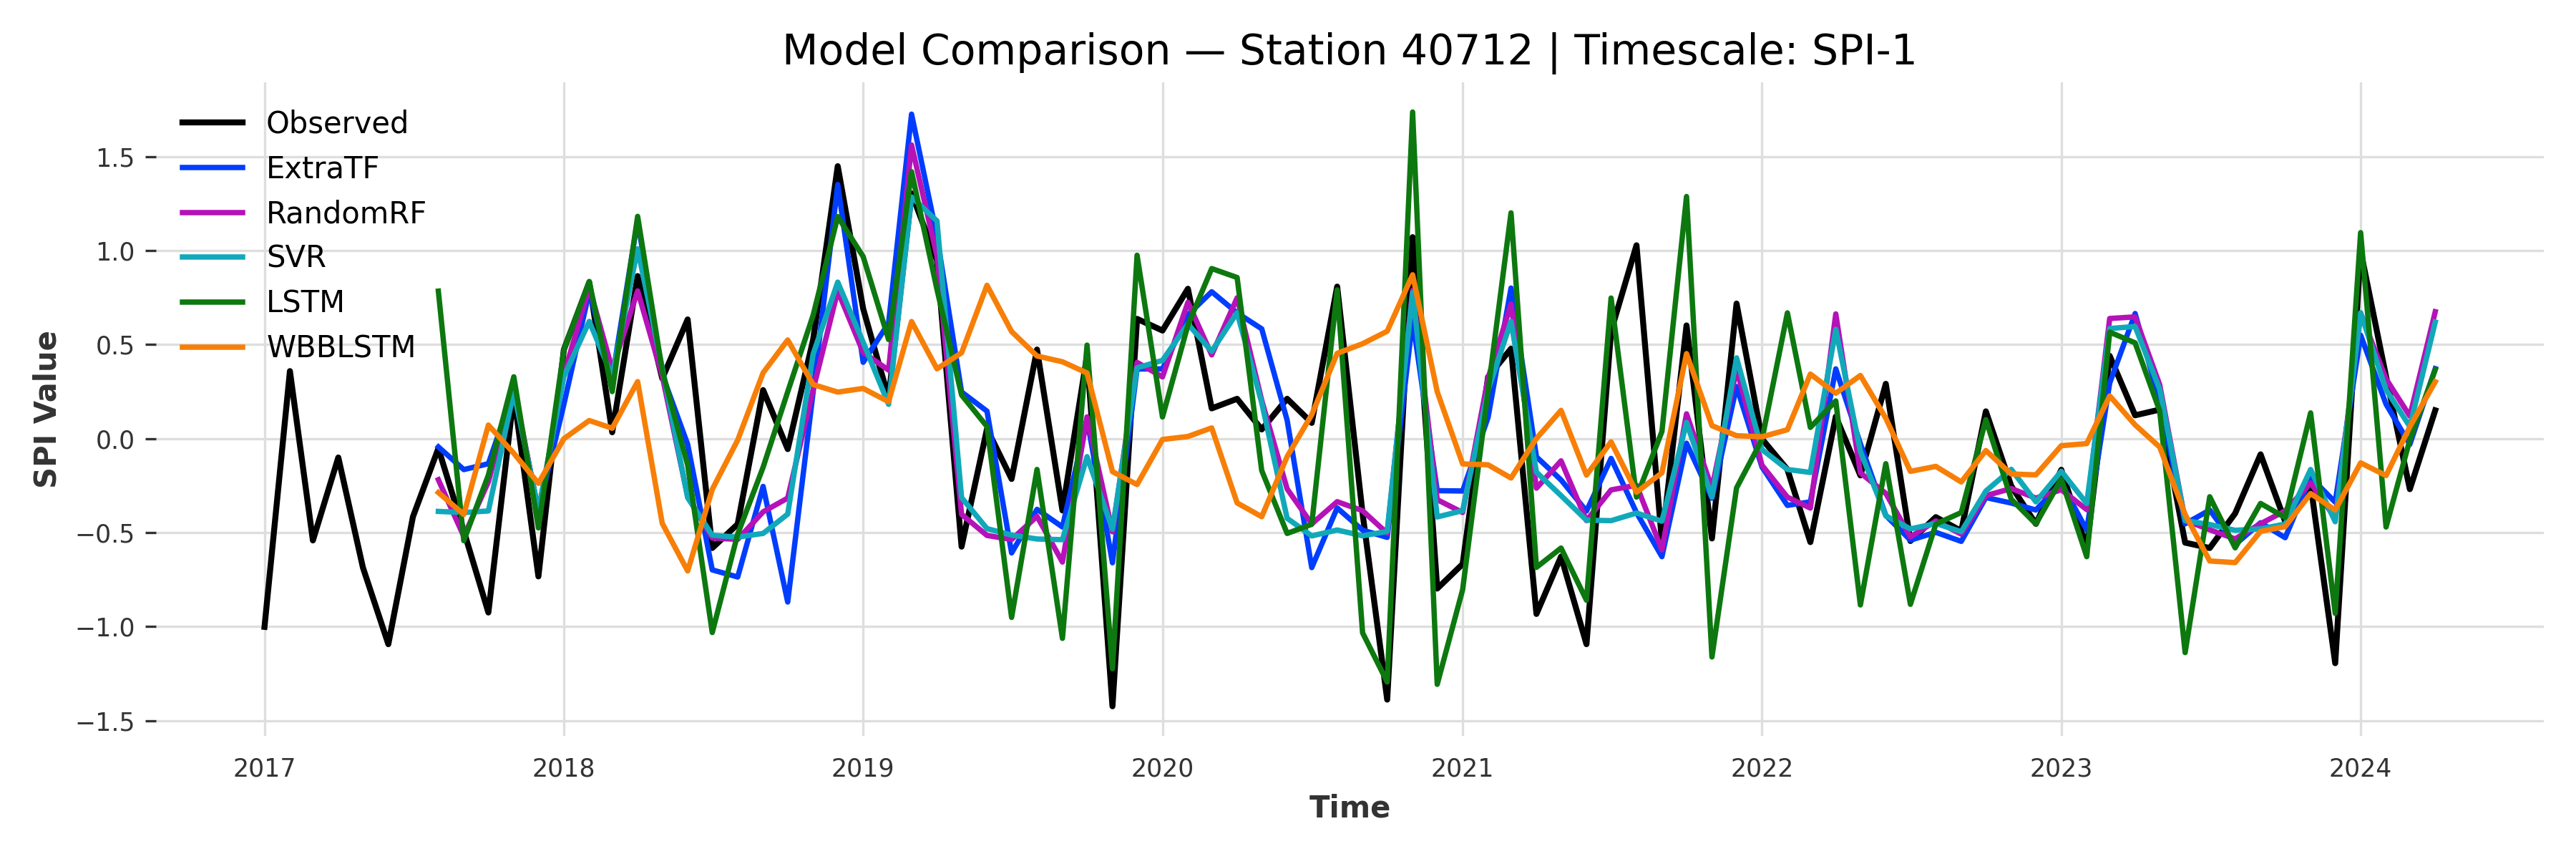 Model Comparison — Station 40712 | Timescale: SPI-1
Observed
ExtraTF
RandomRF
SVR
LSTM
WBBLSTM
SPI Value
1.5
1.0
0.5
0.0
−0.5
−1.0
−1.5
2017 2018 2019 2020 2021 2022 2023 2024
Time